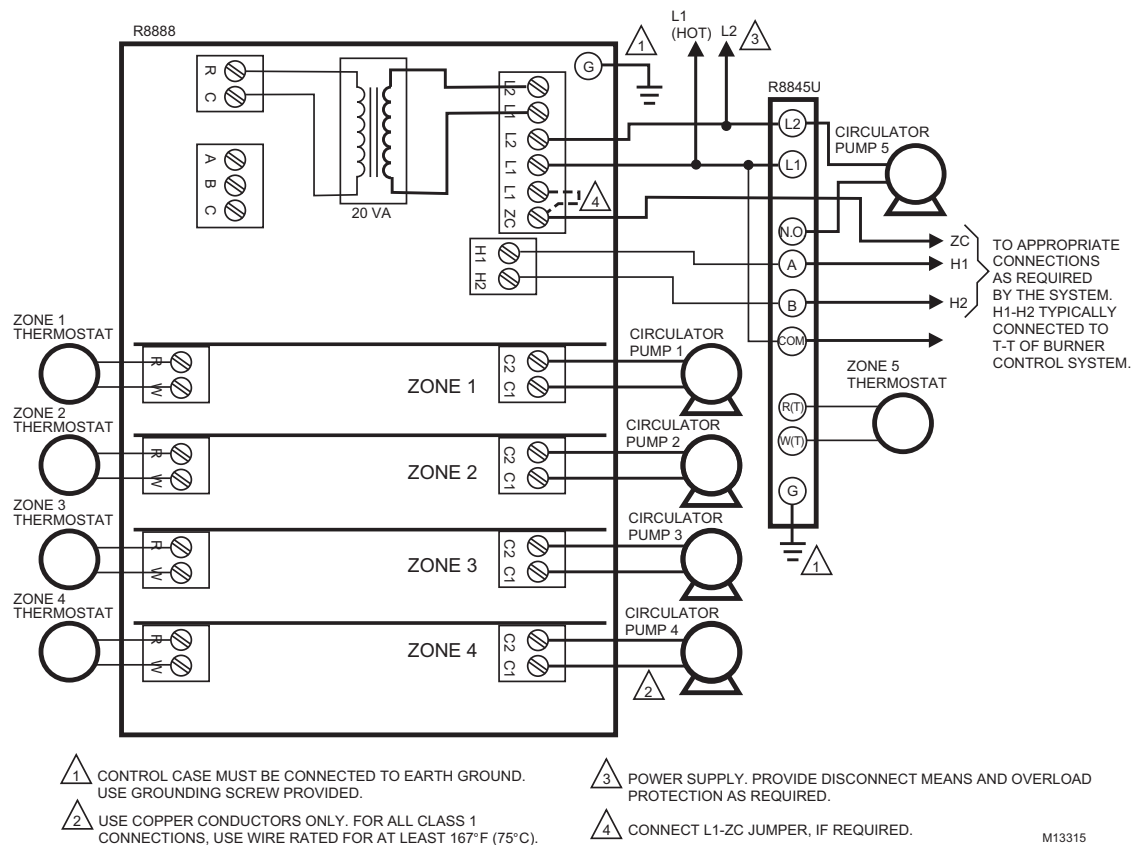 R8888
L1
(HOT)
L2
1
3
R
C
A
B
C
20 VA
L2
L1
L2
L1
L1
ZC
4
G
H1
H2
R8845U
L2
L1
N.O
A
B
COM
R(T)
W(T)
G
1
CIRCULATOR
PUMP 5
ZC
H1
H2
TO APPROPRIATE
CONNECTIONS
AS REQUIRED
BY THE SYSTEM.
H1-H2 TYPICALLY
CONNECTED TO
T-T OF BURNER
CONTROL SYSTEM.
ZONE 5
THERMOSTAT
ZONE 1
THERMOSTAT
R
W
ZONE 1
C2
C1
CIRCULATOR
PUMP 1
ZONE 2
THERMOSTAT
R
W
ZONE 2
C2
C1
CIRCULATOR
PUMP 2
ZONE 3
THERMOSTAT
R
W
ZONE 3
C2
C1
CIRCULATOR
PUMP 3
ZONE 4
THERMOSTAT
R
W
ZONE 4
C2
C1
CIRCULATOR
PUMP 4
2
1 CONTROL CASE MUST BE CONNECTED TO EARTH GROUND.
USE GROUNDING SCREW PROVIDED.
2 USE COPPER CONDUCTORS ONLY. FOR ALL CLASS 1
CONNECTIONS, USE WIRE RATED FOR AT LEAST 167°F (75°C).
3 POWER SUPPLY. PROVIDE DISCONNECT MEANS AND OVERLOAD
PROTECTION AS REQUIRED.
4 CONNECT L1-ZC JUMPER, IF REQUIRED.
M13315